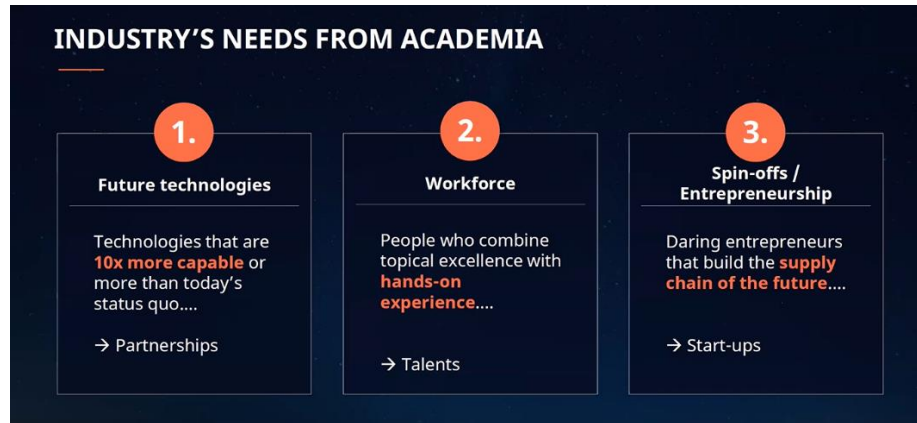 INDUSTRY’S NEEDS FROM ACADEMIA
1.
Future technologies
Technologies that are
10x more capable or
more than today’s
status quo....
→ Partnerships
2.
Workforce
People who combine
topical excellence with
hands-on
experience....
→ Talents
3.
Spin-offs /
Entrepreneurship
Daring entrepreneurs
that build the supply
chain of the future....
→ Start-ups